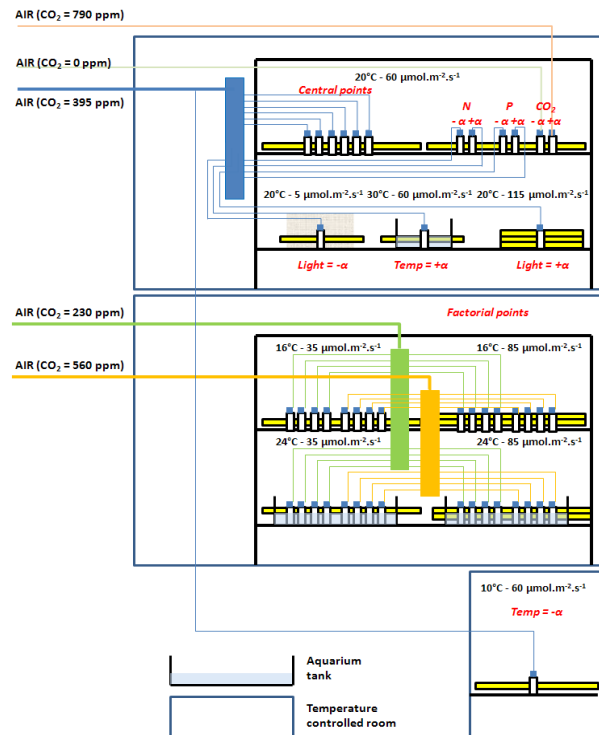 AIR (CO₂ = 790 ppm)
AIR (CO₂ = 0 ppm)
AIR (CO₂ = 395 ppm)
20°C - 60 µmol.m⁻².s⁻¹
Central points
N P CO₂
- α +α - α +α - α +α
20°C - 5 µmol.m⁻².s⁻¹ 30°C - 60 µmol.m⁻².s⁻¹ 20°C - 115 µmol.m⁻².s⁻¹
Light = -α Temp = +α Light = +α
AIR (CO₂ = 230 ppm)
Factorial points
AIR (CO₂ = 560 ppm)
16°C - 35 µmol.m⁻².s⁻¹ 16°C - 85 µmol.m⁻².s⁻¹
24°C - 35 µmol.m⁻².s⁻¹ 24°C - 85 µmol.m⁻².s⁻¹
10°C - 60 µmol.m⁻².s⁻¹
Temp = -α
Aquarium
tank
Temperature
controlled room